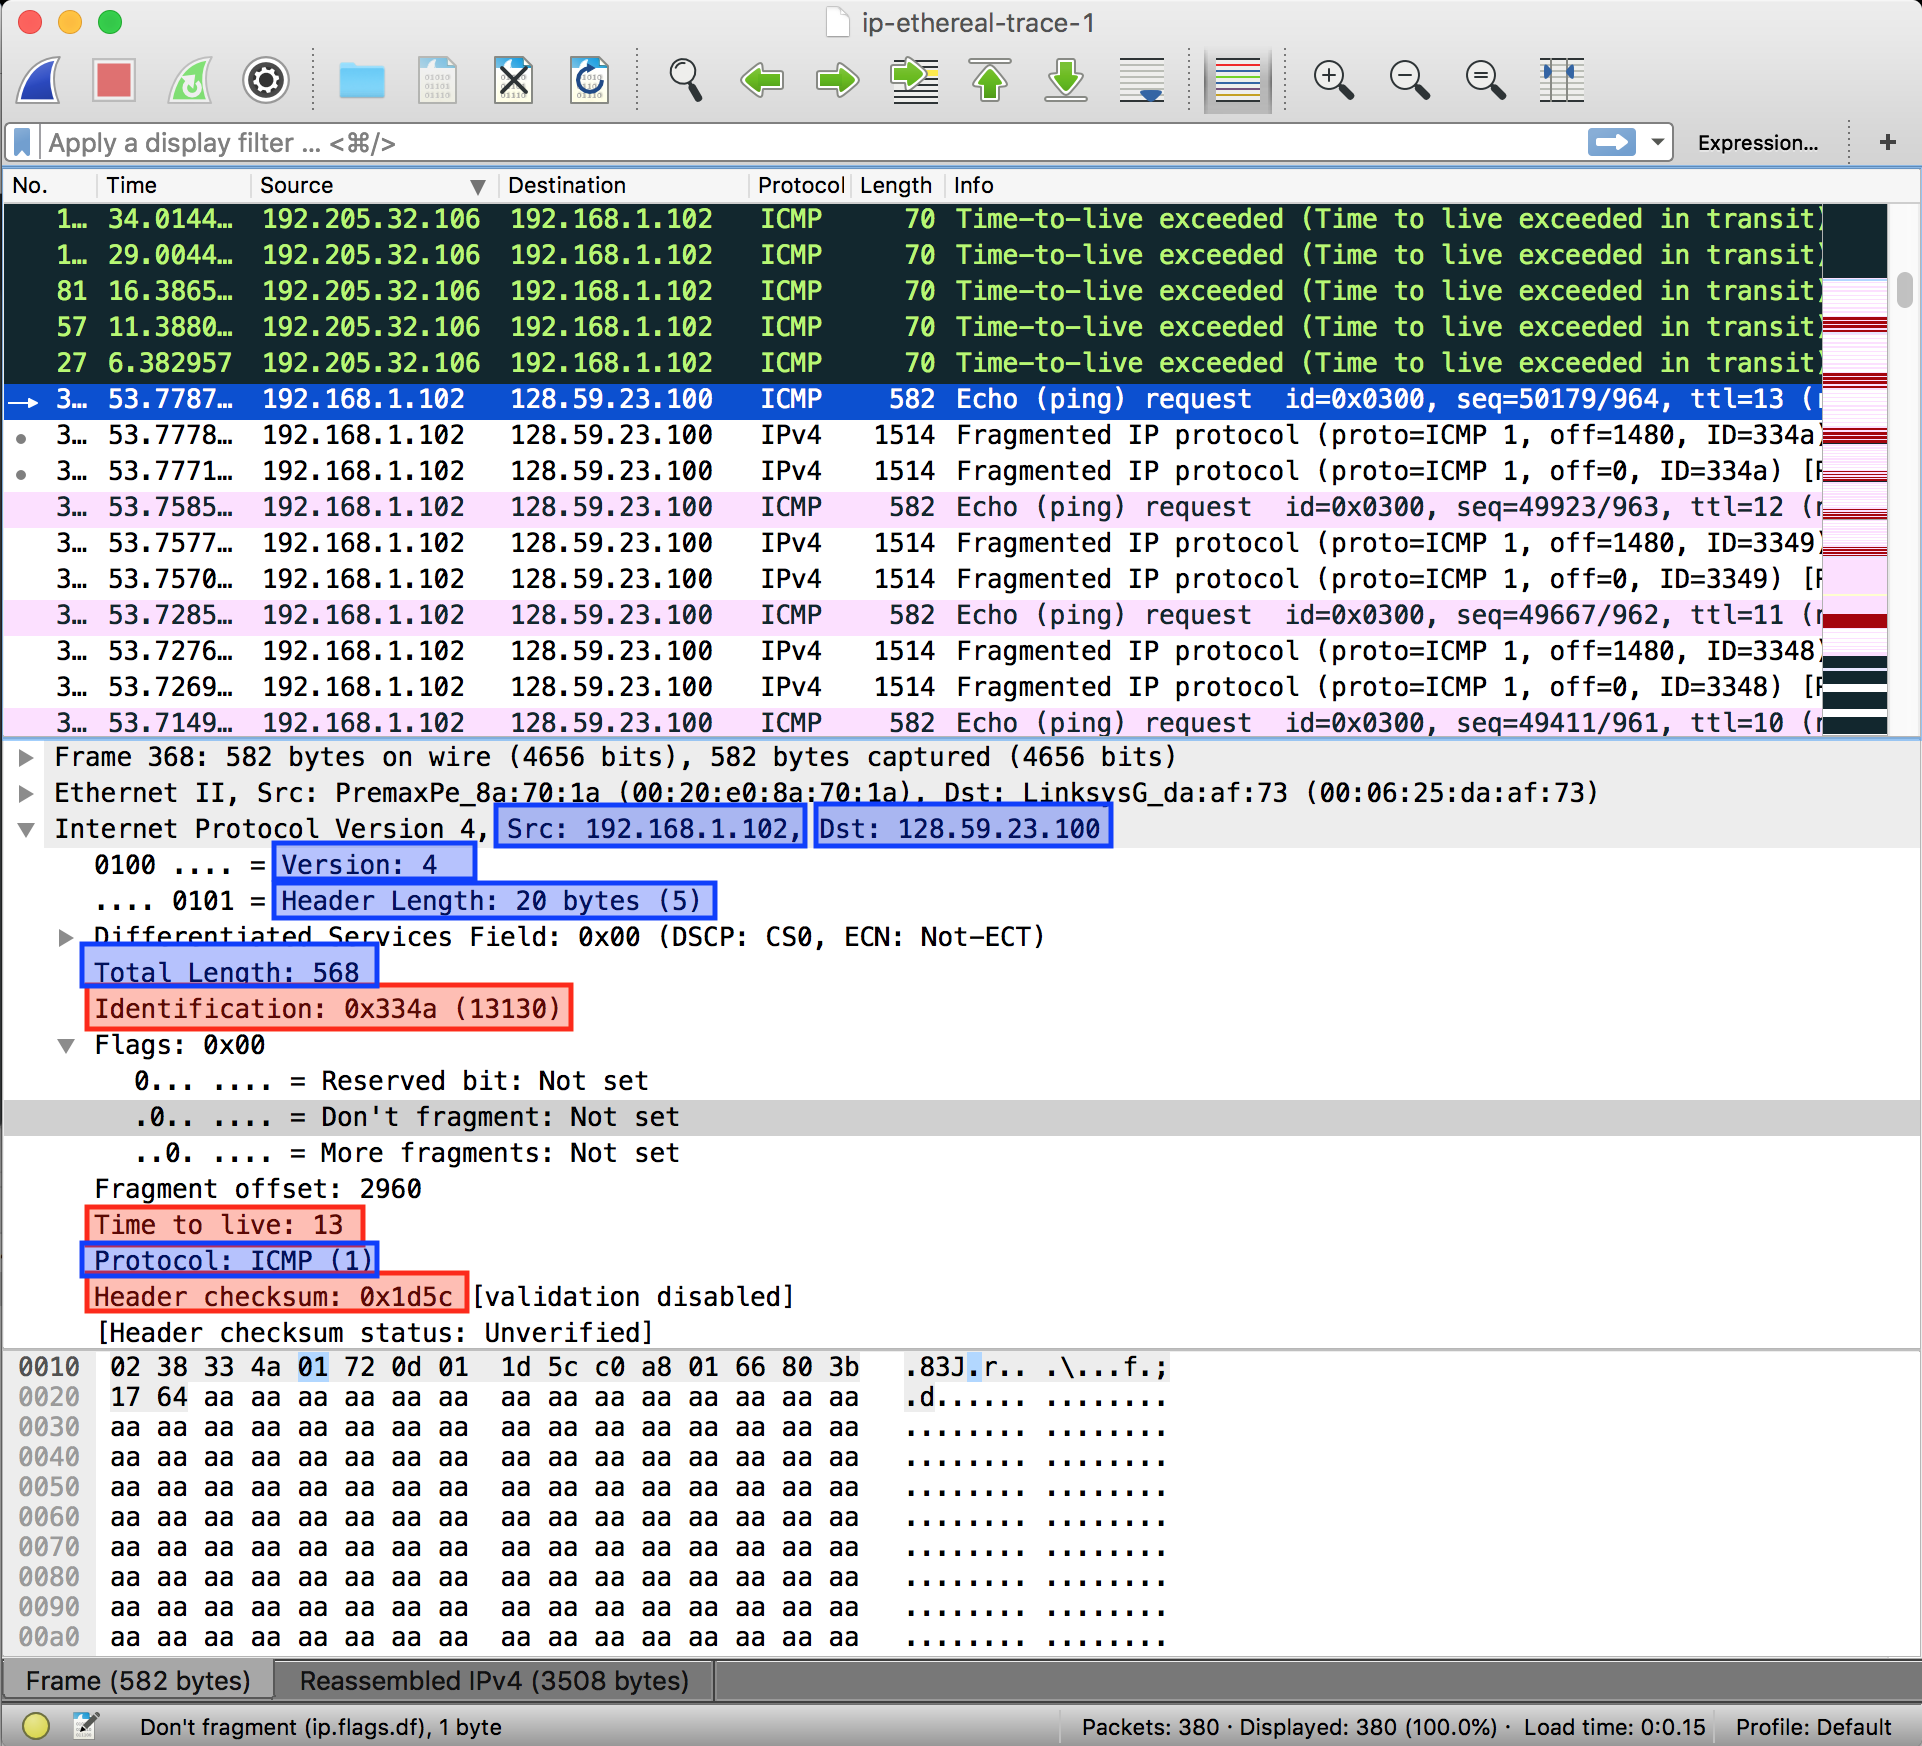 ip-ethereal-trace-1
Apply a display filter ... <⌘/>
Expression...
+
No. Time Source Destination Protocol Length Info
1… 34.0144… 192.205.32.106 192.168.1.102 ICMP 70 Time-to-live exceeded (Time to live exceeded in transit)
1… 29.0044… 192.205.32.106 192.168.1.102 ICMP 70 Time-to-live exceeded (Time to live exceeded in transit)
81 16.3865… 192.205.32.106 192.168.1.102 ICMP 70 Time-to-live exceeded (Time to live exceeded in transit)
57 11.3880… 192.205.32.106 192.168.1.102 ICMP 70 Time-to-live exceeded (Time to live exceeded in transit)
27 6.382957 192.205.32.106 192.168.1.102 ICMP 70 Time-to-live exceeded (Time to live exceeded in transit)
3… 53.7787… 192.168.1.102 128.59.23.100 ICMP 582 Echo (ping) request id=0x0300, seq=50179/964, ttl=13 (
3… 53.7778… 192.168.1.102 128.59.23.100 IPv4 1514 Fragmented IP protocol (proto=ICMP 1, off=1480, ID=334a)
3… 53.7771… 192.168.1.102 128.59.23.100 IPv4 1514 Fragmented IP protocol (proto=ICMP 1, off=0, ID=334a) [
3… 53.7585… 192.168.1.102 128.59.23.100 ICMP 582 Echo (ping) request id=0x0300, seq=49923/963, ttl=12 (
3… 53.7577… 192.168.1.102 128.59.23.100 IPv4 1514 Fragmented IP protocol (proto=ICMP 1, off=1480, ID=3349)
3… 53.7570… 192.168.1.102 128.59.23.100 IPv4 1514 Fragmented IP protocol (proto=ICMP 1, off=0, ID=3349) [
3… 53.7285… 192.168.1.102 128.59.23.100 ICMP 582 Echo (ping) request id=0x0300, seq=49667/962, ttl=11 (
3… 53.7276… 192.168.1.102 128.59.23.100 IPv4 1514 Fragmented IP protocol (proto=ICMP 1, off=1480, ID=3348)
3… 53.7269… 192.168.1.102 128.59.23.100 IPv4 1514 Fragmented IP protocol (proto=ICMP 1, off=0, ID=3348) [
3… 53.7149… 192.168.1.102 128.59.23.100 ICMP 582 Echo (ping) request id=0x0300, seq=49411/961, ttl=10 (
Frame 368: 582 bytes on wire (4656 bits), 582 bytes captured (4656 bits)
Ethernet II, Src: PremaxPe_8a:70:1a (00:20:e0:8a:70:1a), Dst: LinksysG_da:af:73 (00:06:25:da:af:73)
Internet Protocol Version 4, Src: 192.168.1.102, Dst: 128.59.23.100
0100 .... = Version: 4
.... 0101 = Header Length: 20 bytes (5)
Differentiated Services Field: 0x00 (DSCP: CS0, ECN: Not-ECT)
Total Length: 568
Identification: 0x334a (13130)
Flags: 0x00
0... .... = Reserved bit: Not set
.0.. .... = Don't fragment: Not set
..0. .... = More fragments: Not set
Fragment offset: 2960
Time to live: 13
Protocol: ICMP (1)
Header checksum: 0x1d5c [validation disabled]
[Header checksum status: Unverified]
0010 02 38 33 4a 01 72 0d 01 1d 5c c0 a8 01 66 80 3b .83J.r.. .\...f.;
0020 17 64 aa aa aa aa aa aa aa aa aa aa aa aa aa aa .d...... ........
0030 aa aa aa aa aa aa aa aa aa aa aa aa aa aa aa aa ........ ........
0040 aa aa aa aa aa aa aa aa aa aa aa aa aa aa aa aa ........ ........
0050 aa aa aa aa aa aa aa aa aa aa aa aa aa aa aa aa ........ ........
0060 aa aa aa aa aa aa aa aa aa aa aa aa aa aa aa aa ........ ........
0070 aa aa aa aa aa aa aa aa aa aa aa aa aa aa aa aa ........ ........
0080 aa aa aa aa aa aa aa aa aa aa aa aa aa aa aa aa ........ ........
0090 aa aa aa aa aa aa aa aa aa aa aa aa aa aa aa aa ........ ........
00a0 aa aa aa aa aa aa aa aa aa aa aa aa aa aa aa aa ........ ........
Frame (582 bytes) Reassembled IPv4 (3508 bytes)
Don't fragment (ip.flags.df), 1 byte Packets: 380 · Displayed: 380 (100.0%) · Load time: 0:0.15 Profile: Default